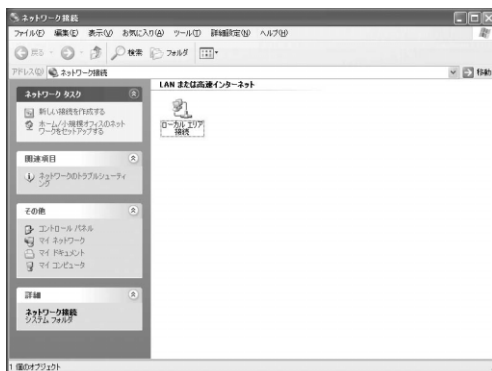 ネットワーク接続
ファイル(F) 編集(E) 表示(V) お気に入り(A) ツール(T) 詳細設定(N) ヘルプ(H)
戻る 検索 フォルダ
アドレス(D) ネットワーク接続 移動
ネットワーク タスク
新しい接続を作成する
ホーム/小規模オフィスのネット
ワークをセットアップする
関連項目
ネットワークのトラブルシューティ
ング
その他
コントロール パネル
マイ ネットワーク
マイ ドキュメント
マイ コンピュータ
詳細
ネットワーク接続
システム フォルダ
LAN または高速インターネット
ローカル エリア
接続
1 個のオブジェクト